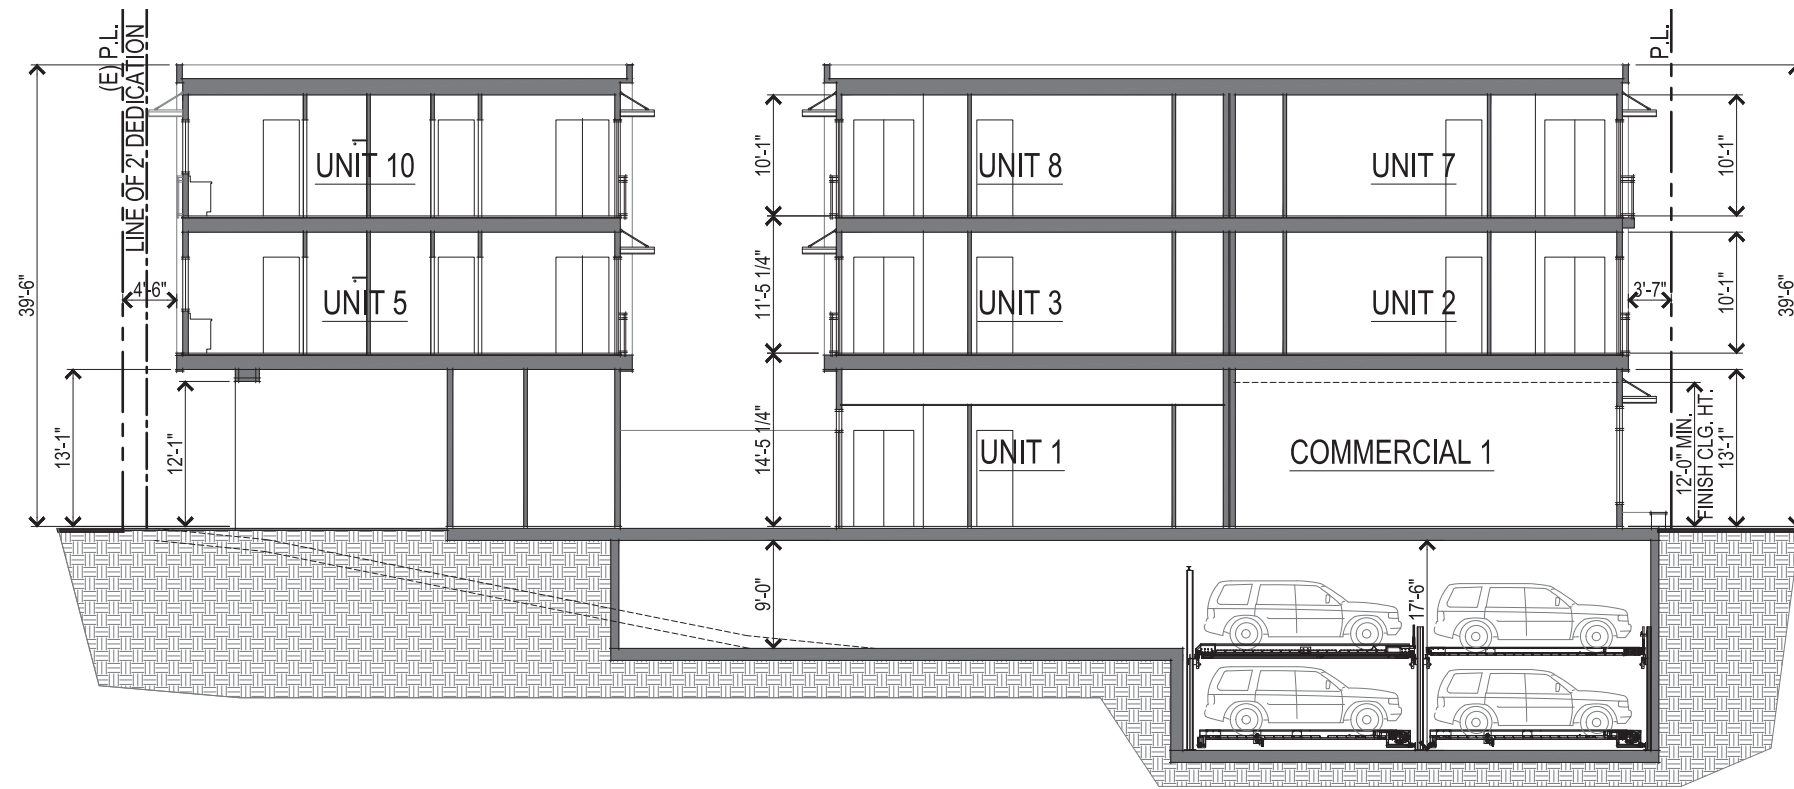 (E) P.L.
LINE OF 2' DEDICATION
P.L.
39'-6"
4'-6"
13'-1"
12'-1"
UNIT 10
UNIT 5
10'-1"
11'-5 1/4"
14'-5 1/4"
UNIT 8
UNIT 7
UNIT 3
UNIT 2
UNIT 1
COMMERCIAL 1
10'-1"
10'-1"
3'-7"
39'-6"
12'-0" MIN.
FINISH CLG. HT.
13'-1"
9'-0"
17'-6"